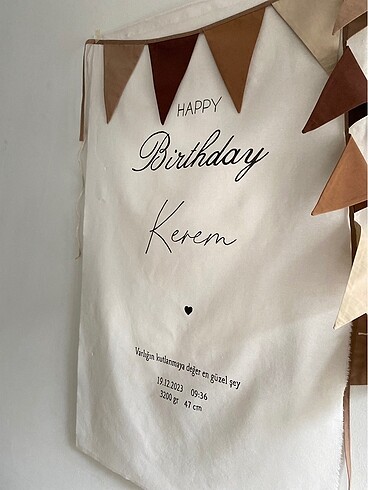 HAPPY
Birthday
Kerem
Varlığın kutlanmaya değer en güzel şey
19.12.2023 09:36
3200 gr 47 cm